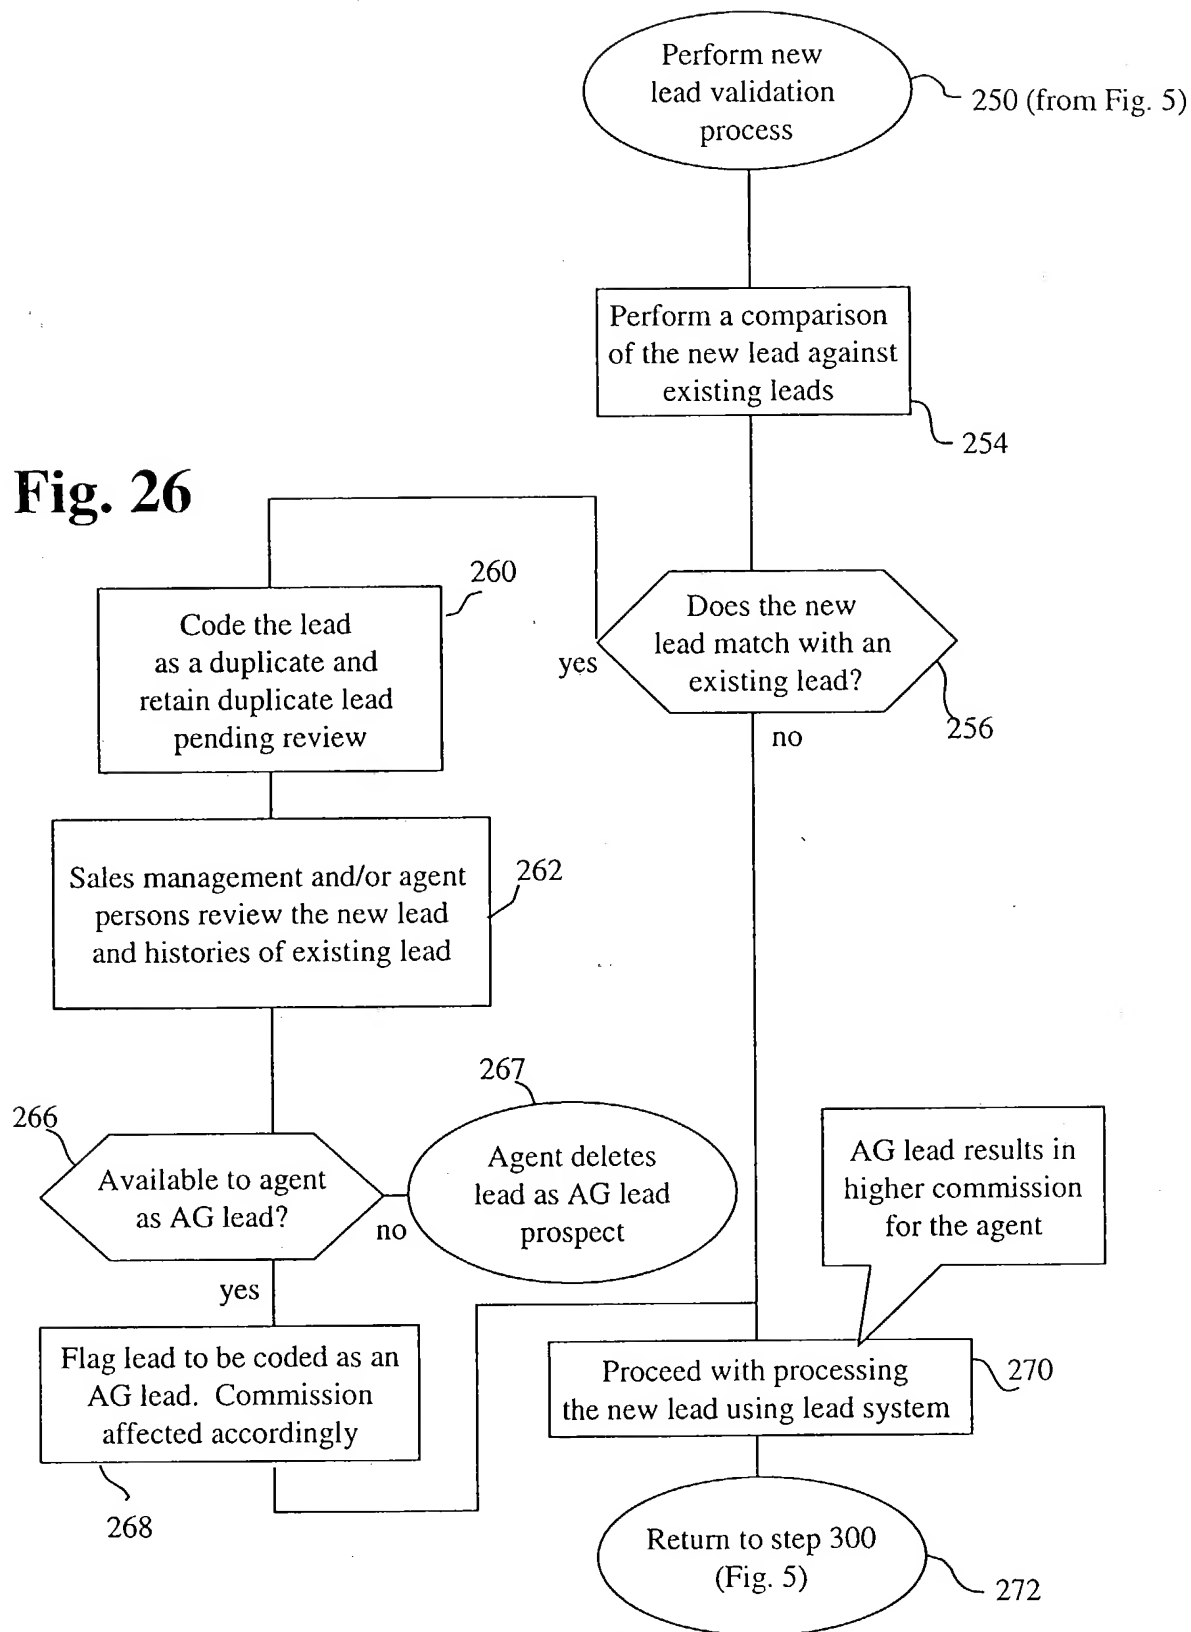 Perform new
lead validation
process
250 (from Fig. 5)
Perform a comparison
of the new lead against
existing leads
254
Fig. 26
260
Code the lead
as a duplicate and
retain duplicate lead
pending review
Does the new
lead match with an
existing lead?
yes
256
no
Sales management and/or agent
persons review the new lead
and histories of existing lead
262
267
266
Available to agent
as AG lead?
no
Agent deletes
lead as AG lead
prospect
AG lead results in
higher commission
for the agent
yes
Flag lead to be coded as an
AG lead. Commission
affected accordingly
268
Proceed with processing
the new lead using lead system
270
Return to step 300
(Fig. 5)
272